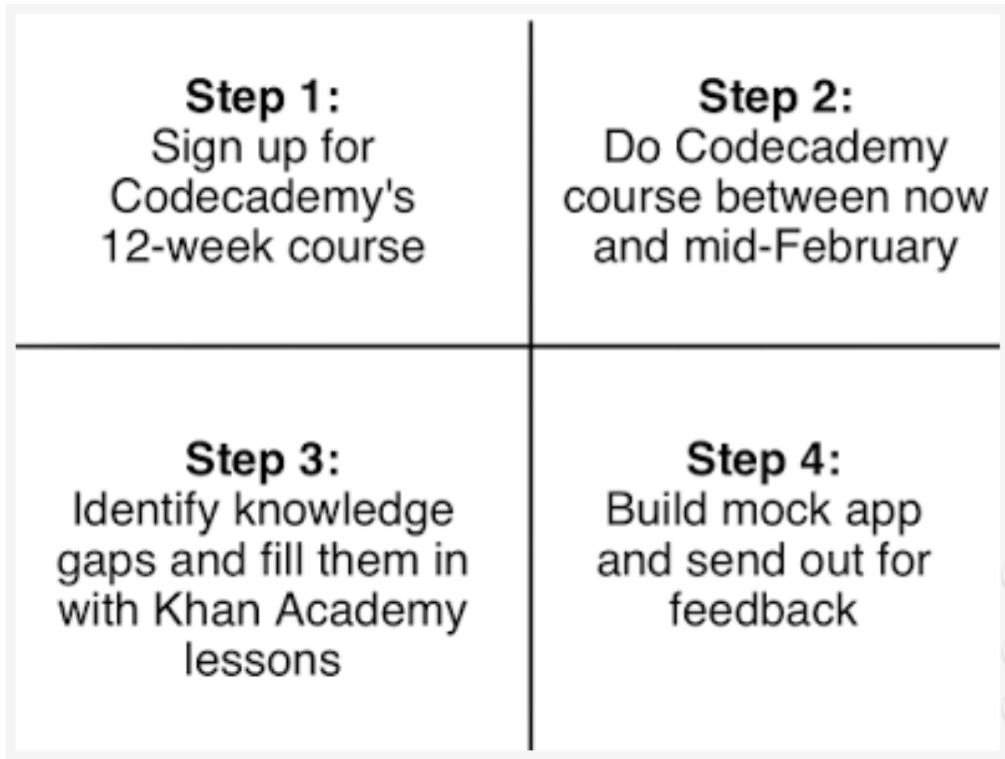 Step 1:
Sign up for
Codecademy's
12-week course
Step 2:
Do Codecademy
course between now
and mid-February
Step 3:
Identify knowledge
gaps and fill them in
with Khan Academy
lessons
Step 4:
Build mock app
and send out for
feedback